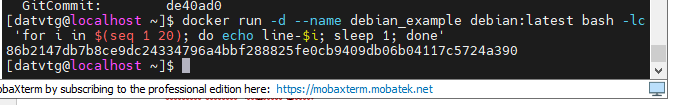 GitCommit: de40ad0
[datvtg@localhost ~]$ docker run -d --name debian_example debian:latest bash -lc
'for i in $(seq 1 20); do echo line-$i; sleep 1; done'
86b2147db7b8ce9dc24334796a4bbf288825fe0cb9409db06b04117c5724a390
[datvtg@localhost ~]$
baXterm by subscribing to the professional edition here: https://mobaxterm.mobatek.net